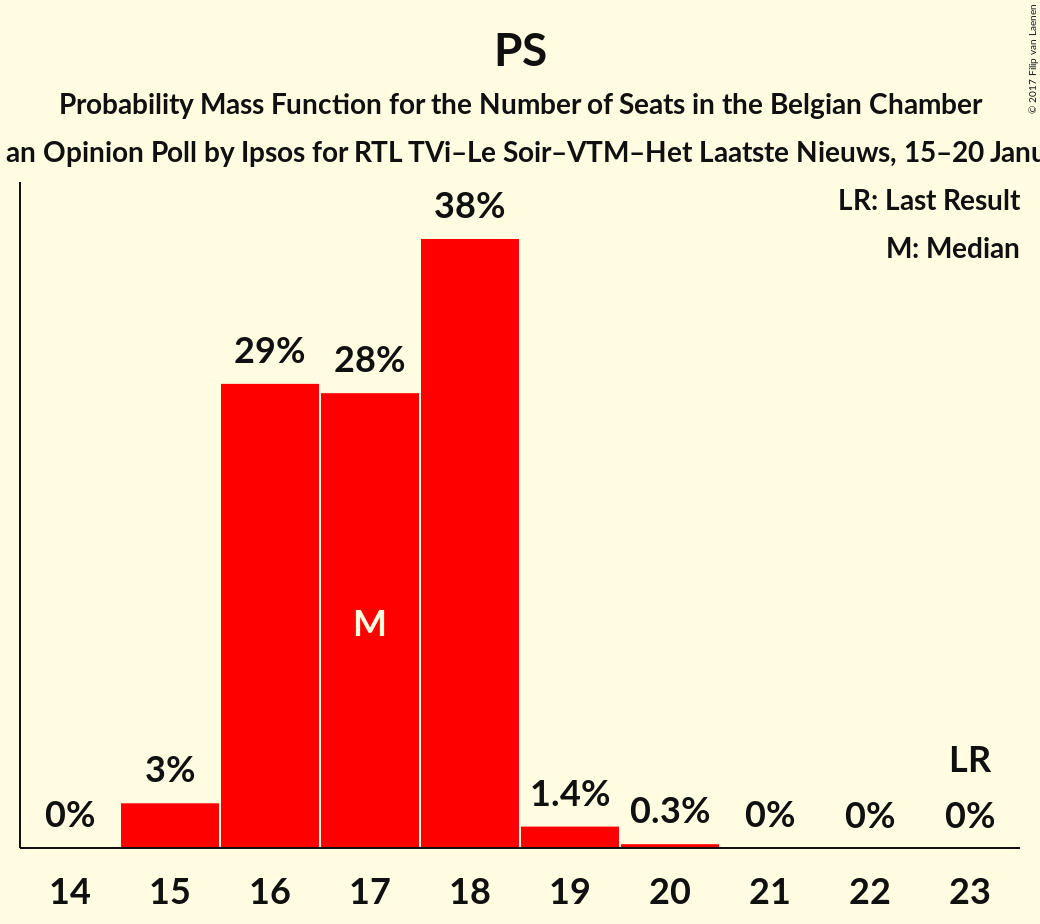 PS
Probability Mass Function for the Number of Seats in the Belgian Chamber
an Opinion Poll by Ipsos for RTL TVi–Le Soir–VTM–Het Laatste Nieuws, 15–20 Janu
© 2017 Filip van Laenen
LR: Last Result
M: Median
38%
29%
28%
M
LR
3%
1.4%
0.3%
0%
0%
0%
0%
14 15 16 17 18 19 20 21 22 23